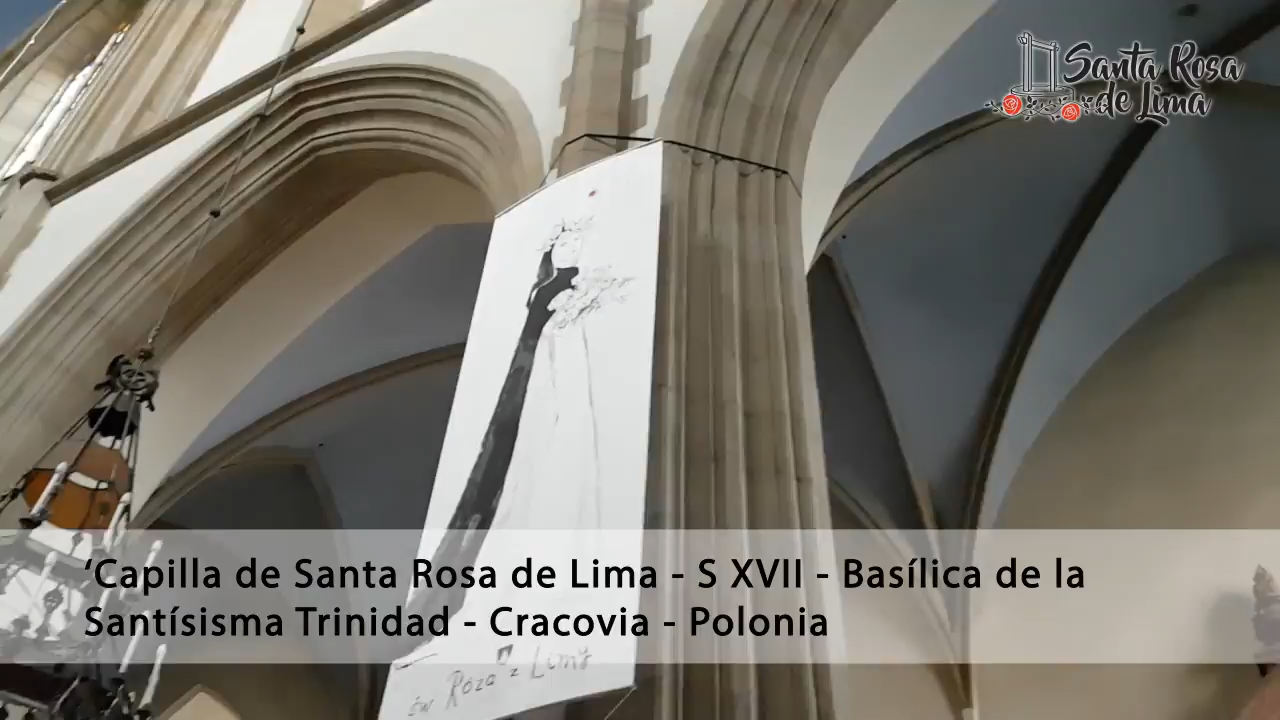 Santa Rosa
de Lima
‘Capilla de Santa Rosa de Lima - S XVII - Basílica de la
Santísisma Trinidad - Cracovia - Polonia
św Róza z Limy